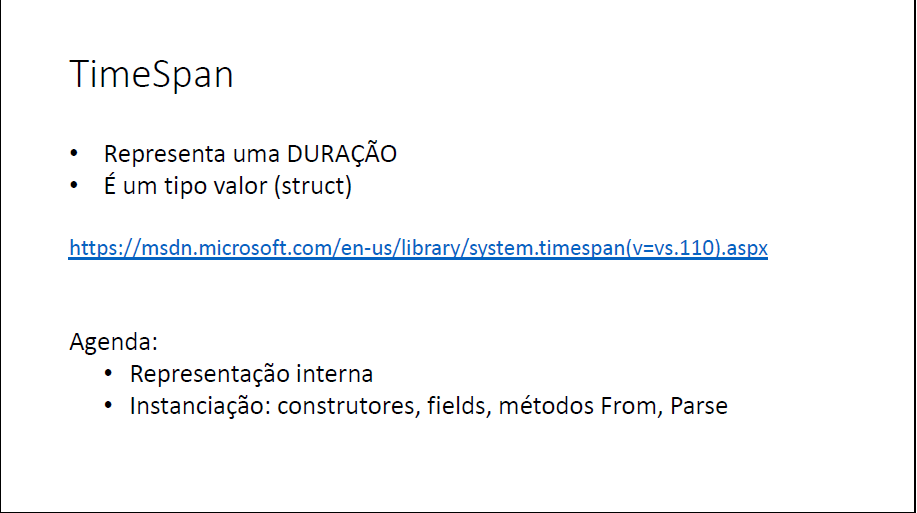 TimeSpan
• Representa uma DURAÇÃO
• É um tipo valor (struct)
https://msdn.microsoft.com/en-us/library/system.timespan(v=vs.110).aspx
Agenda:
• Representação interna
• Instanciação: construtores, fields, métodos From, Parse